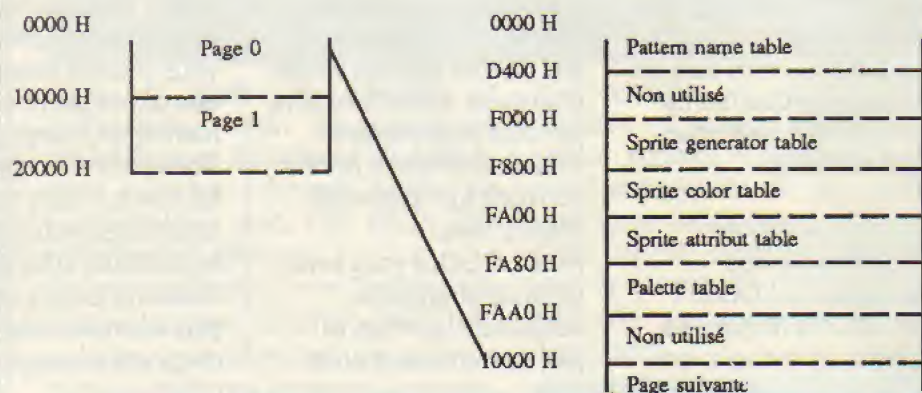 0000 H
Page 0
10000 H
Page 1
20000 H
0000 H
Pattern name table
D400 H
Non utilisé
F000 H
Sprite generator table
F800 H
Sprite color table
FA00 H
Sprite attribut table
FA80 H
Palette table
FAA0 H
Non utilisé
10000 H
Page suivante